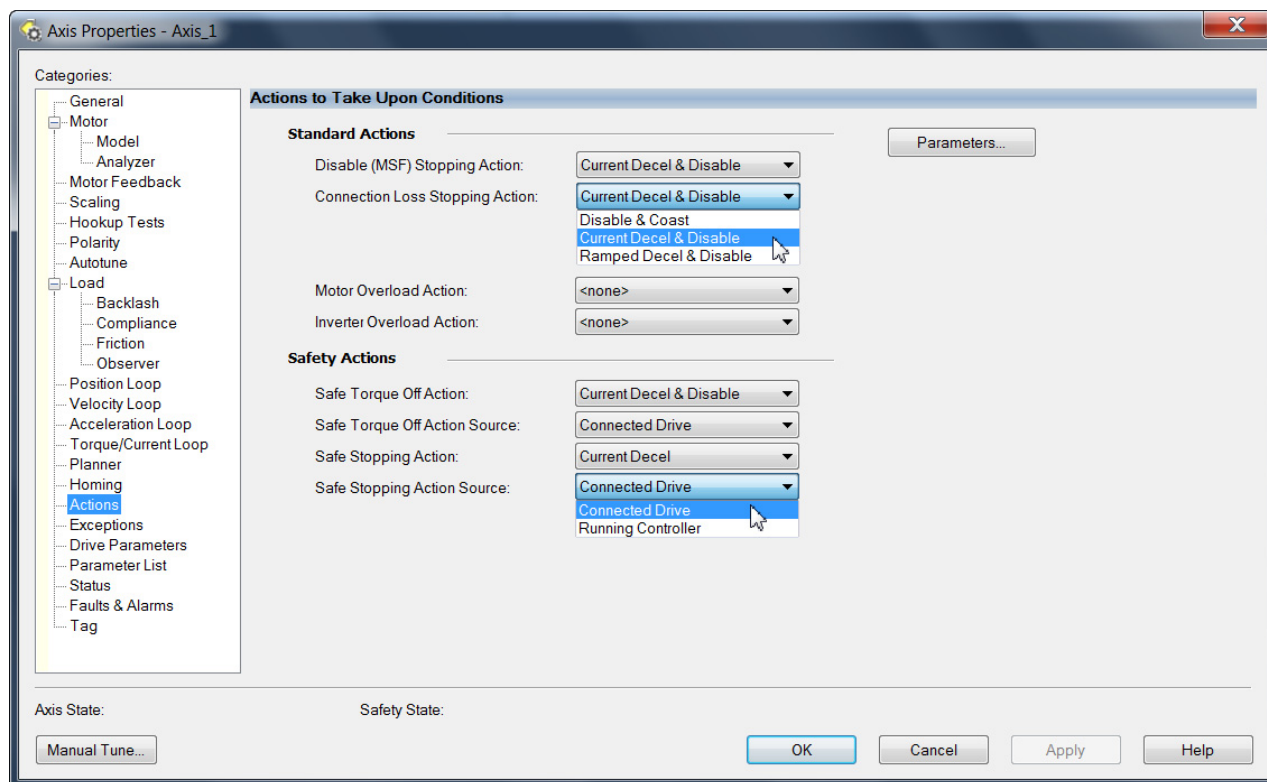 Axis Properties - Axis_1
X
Categories:
General
Motor
Model
Analyzer
Motor Feedback
Scaling
Hookup Tests
Polarity
Autotune
Load
Backlash
Compliance
Friction
Observer
Position Loop
Velocity Loop
Acceleration Loop
Torque/Current Loop
Planner
Homing
Actions
Exceptions
Drive Parameters
Parameter List
Status
Faults & Alarms
Tag
Actions to Take Upon Conditions
Standard Actions
Parameters...
Disable (MSF) Stopping Action: Current Decel & Disable
Connection Loss Stopping Action: Current Decel & Disable
Disable & Coast
Current Decel & Disable
Ramped Decel & Disable
Motor Overload Action: <none>
Inverter Overload Action: <none>
Safety Actions
Safe Torque Off Action: Current Decel & Disable
Safe Torque Off Action Source: Connected Drive
Safe Stopping Action: Current Decel
Safe Stopping Action Source: Connected Drive
Connected Drive
Running Controller
Axis State: Safety State:
Manual Tune... OK Cancel Apply Help